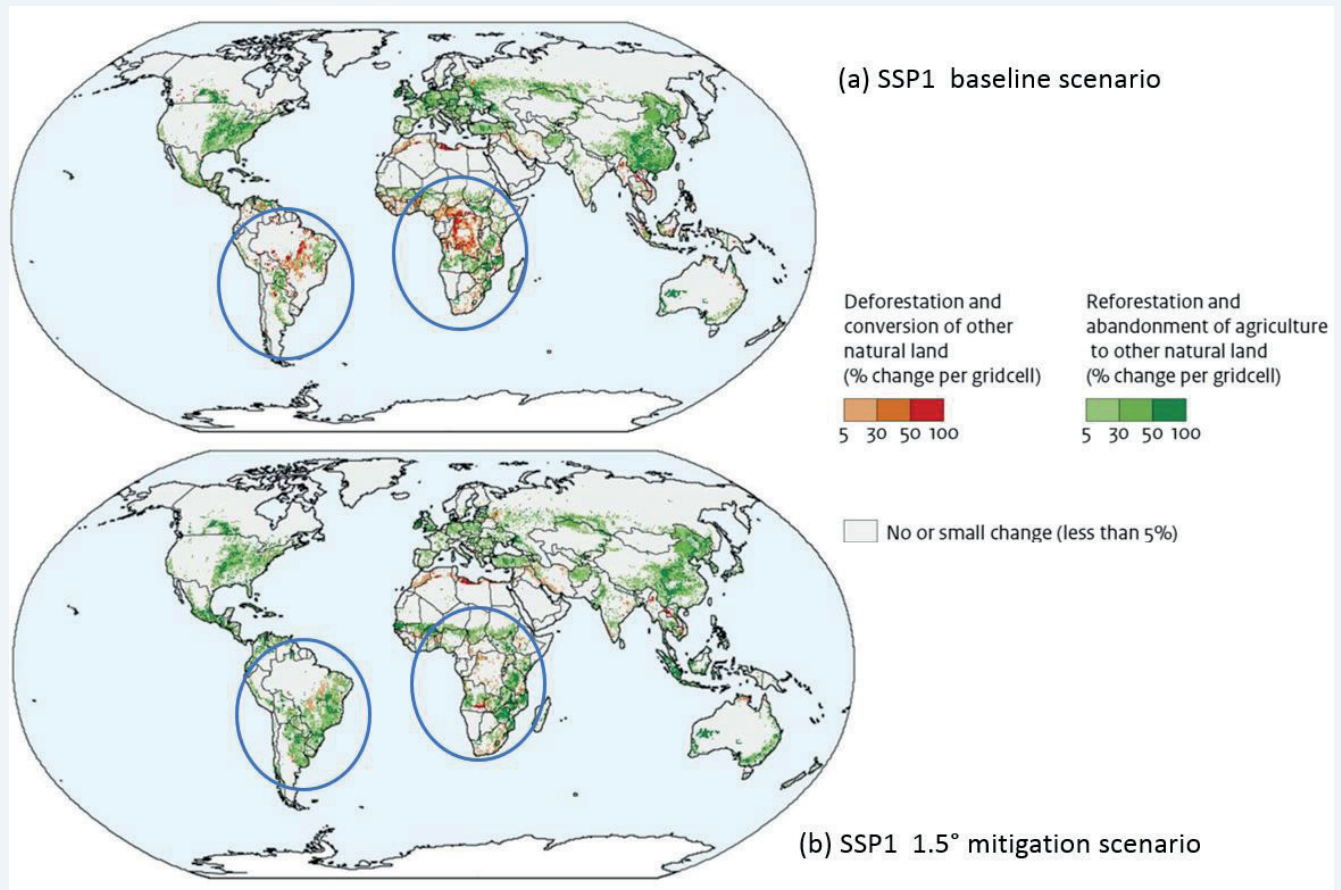 (a) SSP1 baseline scenario
Deforestation and
conversion of other
natural land
(% change per gridcell)
5 30 50 100
Reforestation and
abandonment of agriculture
to other natural land
(% change per gridcell)
5 30 50 100
No or small change (less than 5%)
(b) SSP1 1.5° mitigation scenario